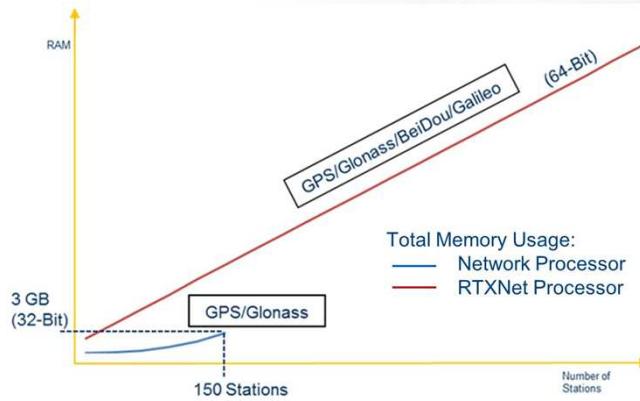 RAM
(64-Bit)
GPS/Glonass/BeiDou/Galileo
Total Memory Usage:
Network Processor
RTXNet Processor
3 GB
(32-Bit)
GPS/Glonass
150 Stations
Number of
Stations